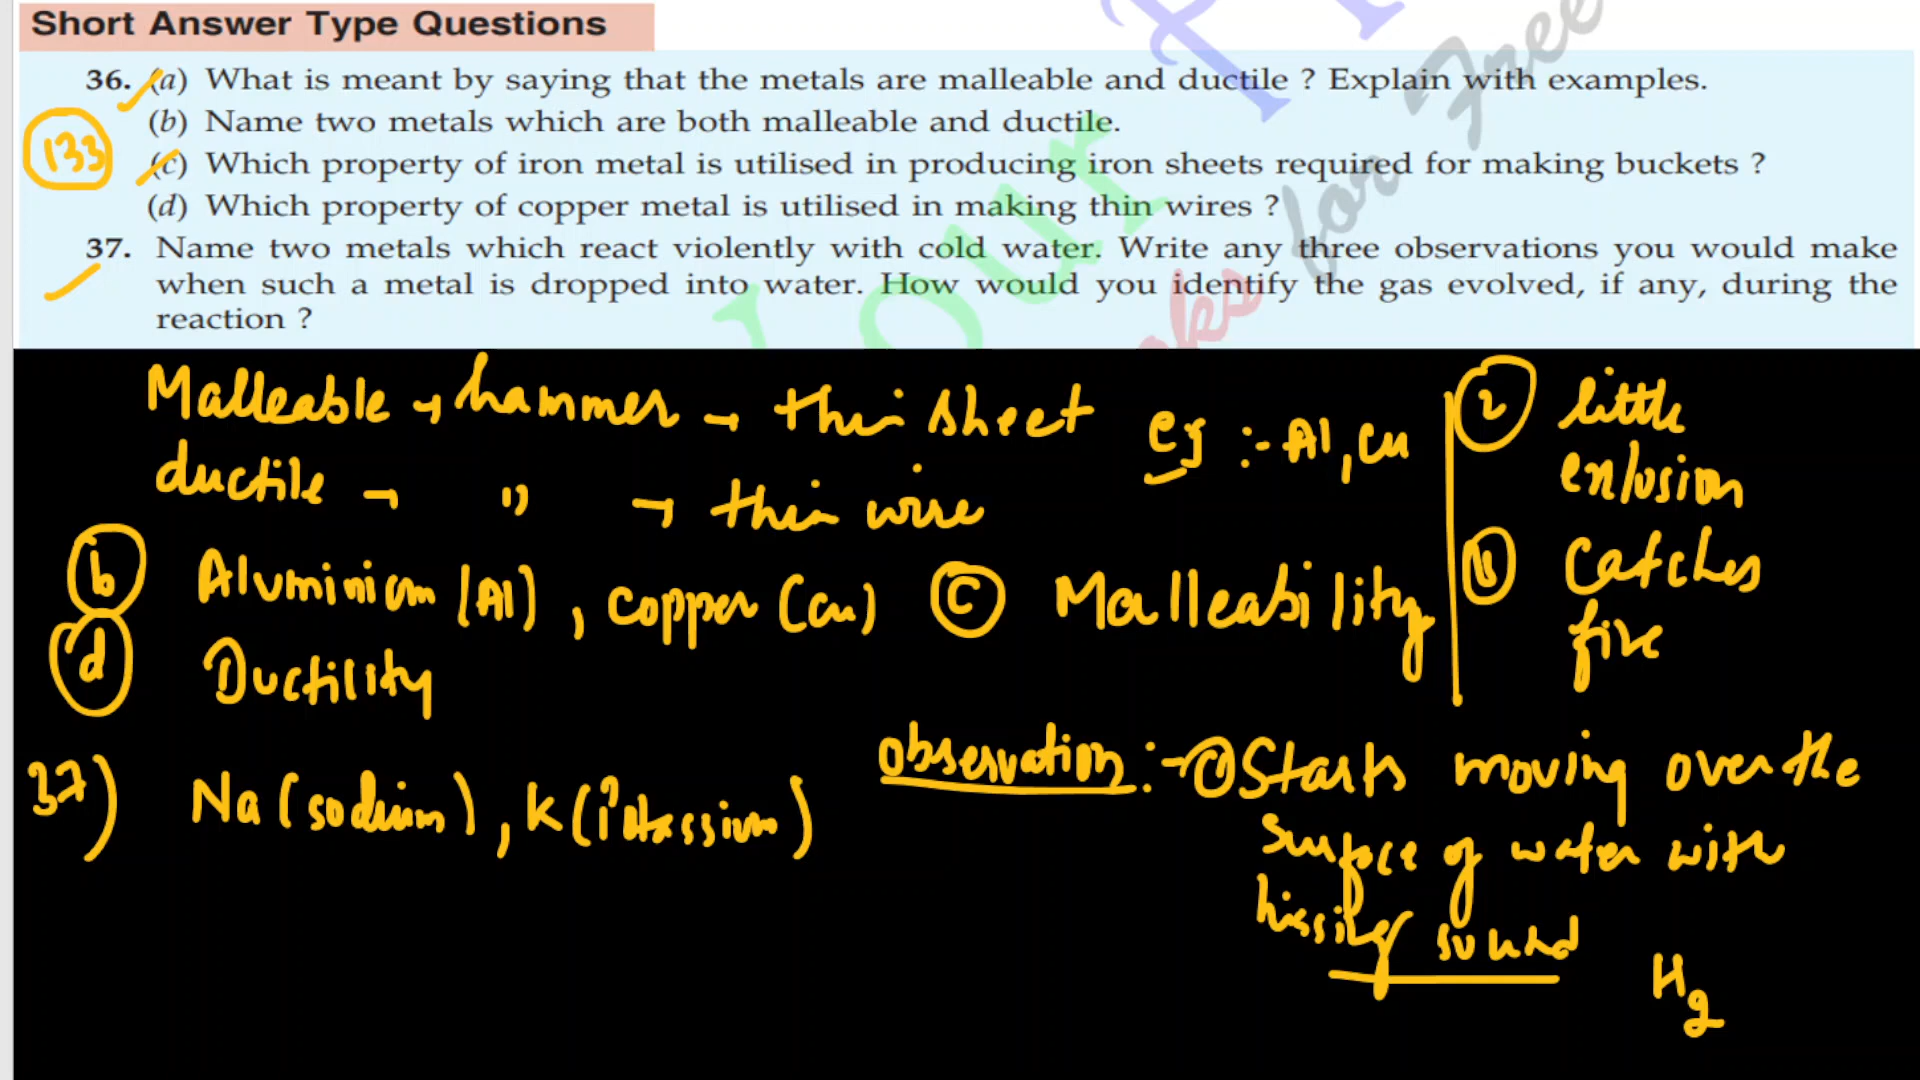 Short Answer Type Questions
36. (a) What is meant by saying that the metals are malleable and ductile ? Explain with examples.
(b) Name two metals which are both malleable and ductile.
133
(c) Which property of iron metal is utilised in producing iron sheets required for making buckets ?
(d) Which property of copper metal is utilised in making thin wires ?
37. Name two metals which react violently with cold water. Write any three observations you would make
when such a metal is dropped into water. How would you identify the gas evolved, if any, during the
reaction ?
Your
for Free
Malleable → hammer → thin sheet eg :- Al, Cu
ductile → " → thin wire
b Aluminium (Al), copper (Cu) c Malleability
d Ductility
2 little
explusion
catches
fire
37) Na (sodium), K (Potassium)
observation :- Starts moving over the
surface of water with
hissing sound
H2